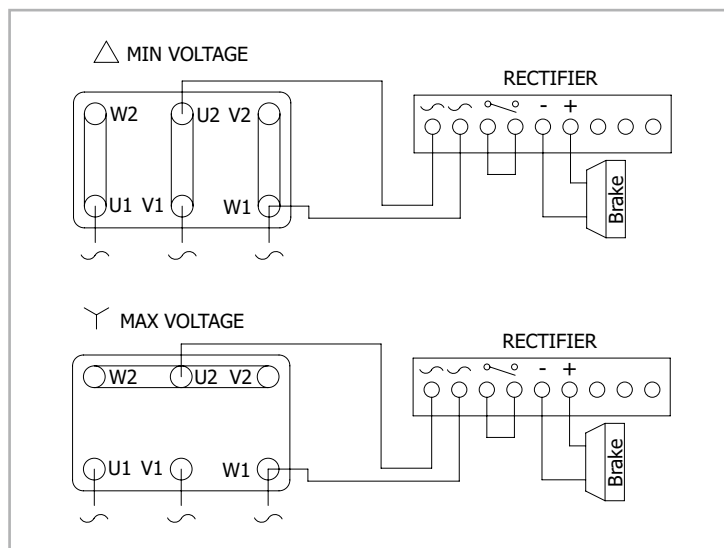 MIN VOLTAGE
RECTIFIER
- +
W2 U2 V2
U1 V1 W1
Brake
MAX VOLTAGE
RECTIFIER
- +
W2 U2 V2
U1 V1 W1
Brake